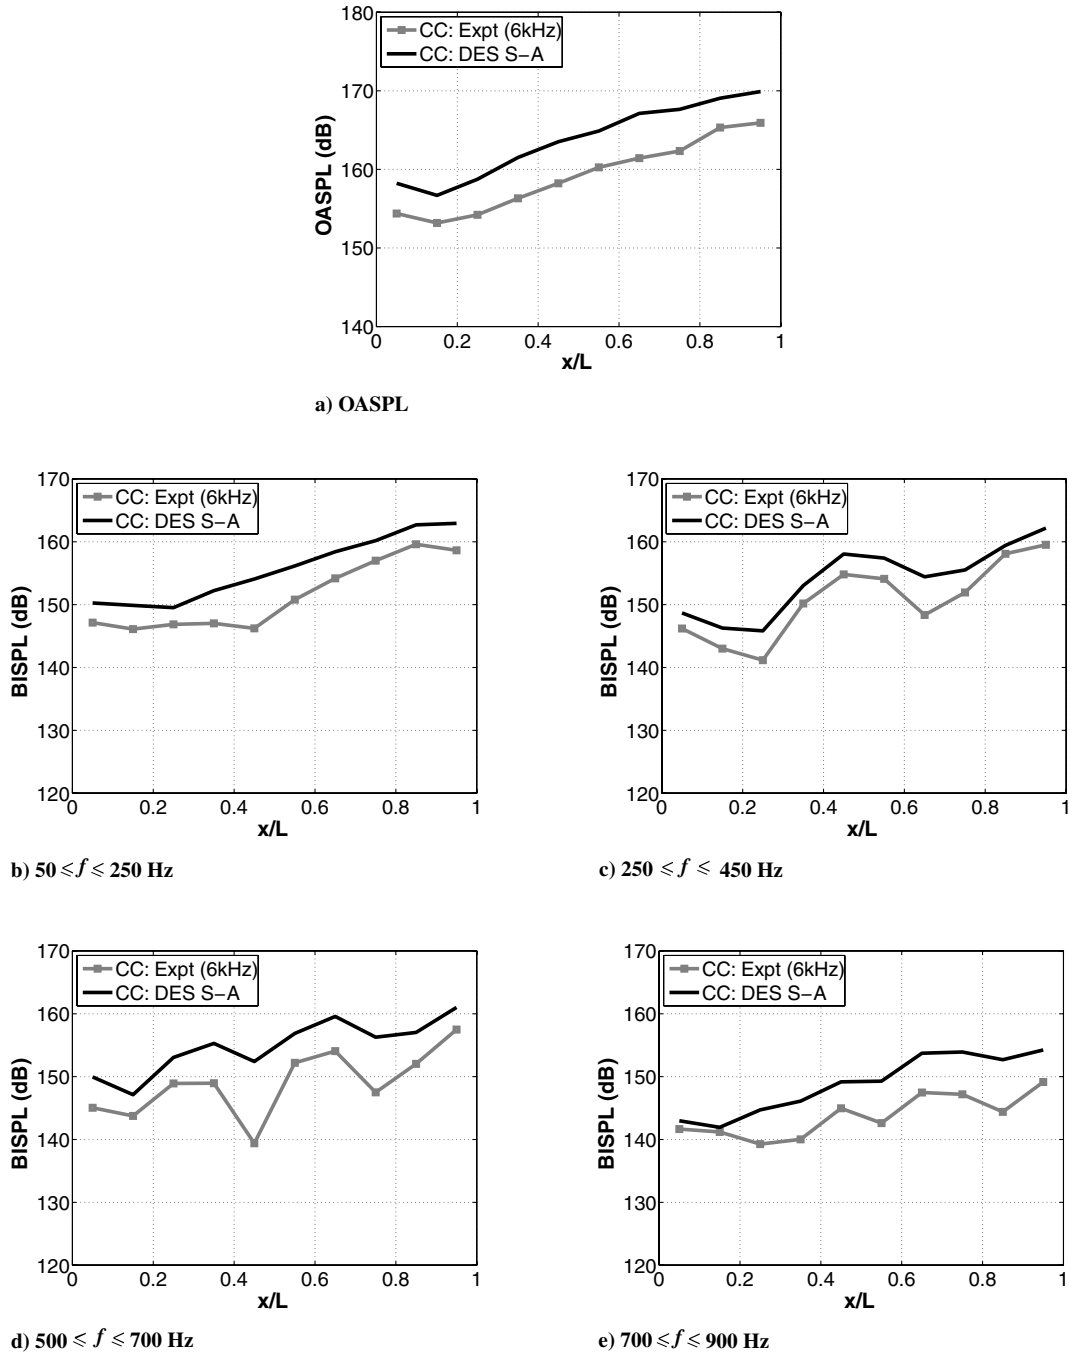 180
170
160
150
140
OASPL (dB)
CC: Expt (6kHz)
CC: DES S−A
0 0.2 0.4 0.6 0.8 1
x/L
a) OASPL
170
160
150
140
130
120
BISPL (dB)
CC: Expt (6kHz)
CC: DES S−A
0 0.2 0.4 0.6 0.8 1
x/L
b) 50 ⩽ f ⩽ 250 Hz
170
160
150
140
130
120
BISPL (dB)
CC: Expt (6kHz)
CC: DES S−A
0 0.2 0.4 0.6 0.8 1
x/L
c) 250 ⩽ f ⩽ 450 Hz
170
160
150
140
130
120
BISPL (dB)
CC: Expt (6kHz)
CC: DES S−A
0 0.2 0.4 0.6 0.8 1
x/L
d) 500 ⩽ f ⩽ 700 Hz
170
160
150
140
130
120
BISPL (dB)
CC: Expt (6kHz)
CC: DES S−A
0 0.2 0.4 0.6 0.8 1
x/L
e) 700 ⩽ f ⩽ 900 Hz